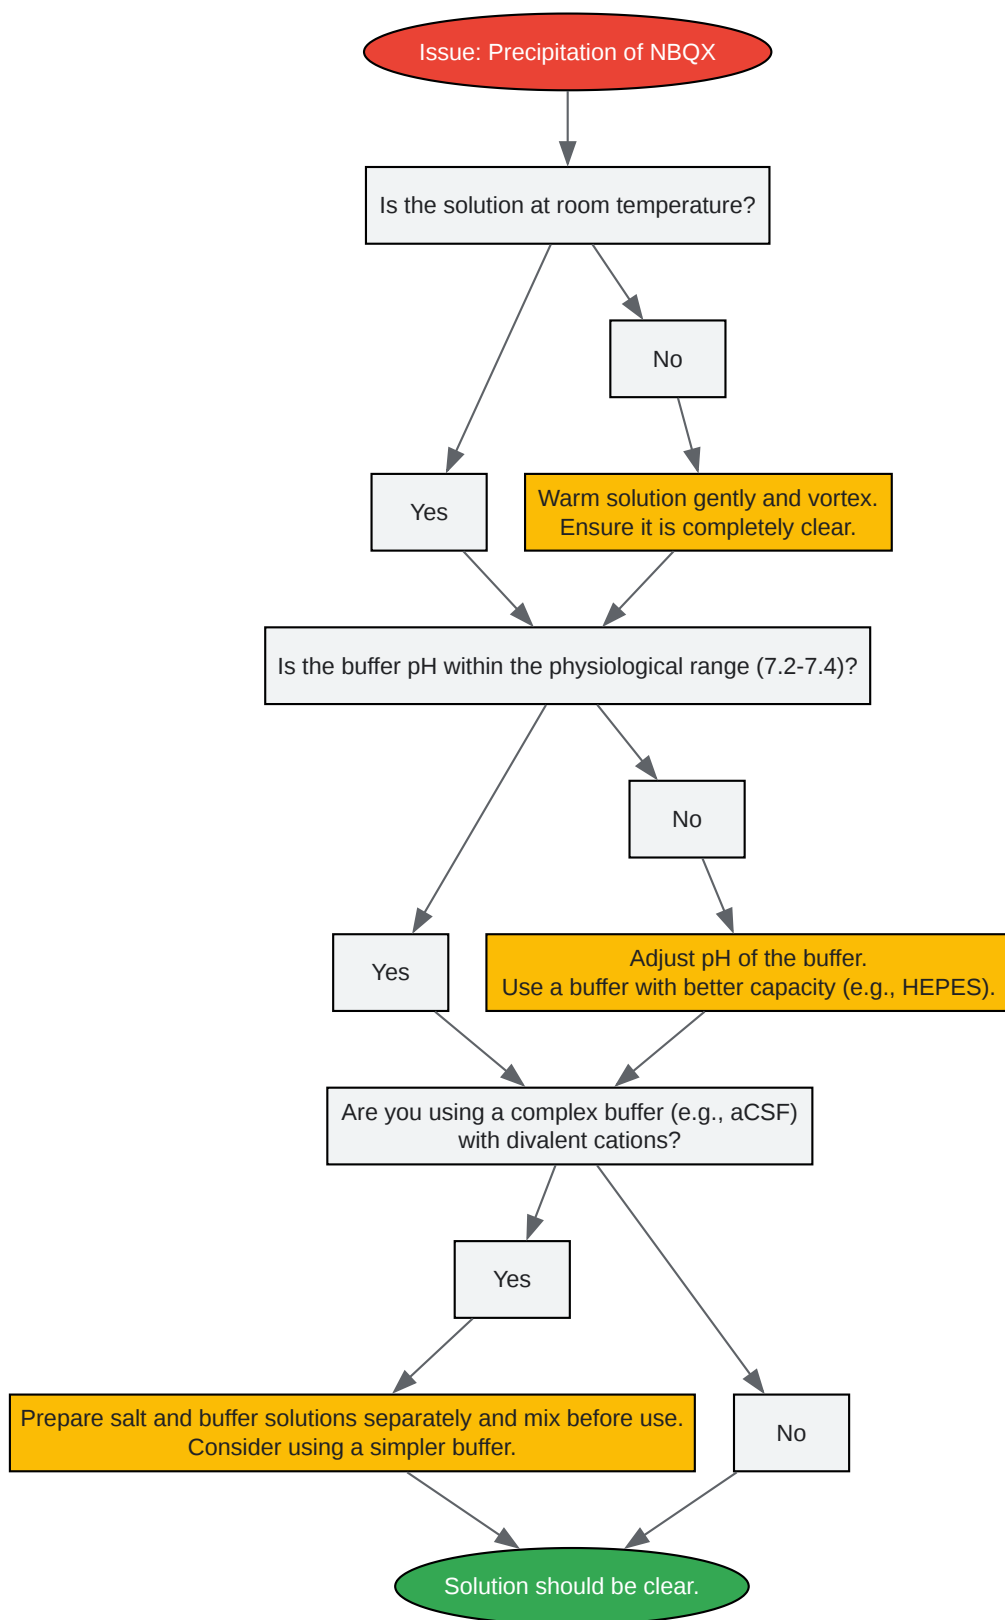 Issue: Precipitation of NBQX
Is the solution at room temperature?
No
Yes
Warm solution gently and vortex.
Ensure it is completely clear.
Is the buffer pH within the physiological range (7.2-7.4)?
No
Yes
Adjust pH of the buffer.
Use a buffer with better capacity (e.g., HEPES).
Are you using a complex buffer (e.g., aCSF)
with divalent cations?
Yes
Prepare salt and buffer solutions separately and mix before use.
Consider using a simpler buffer.
No
Solution should be clear.